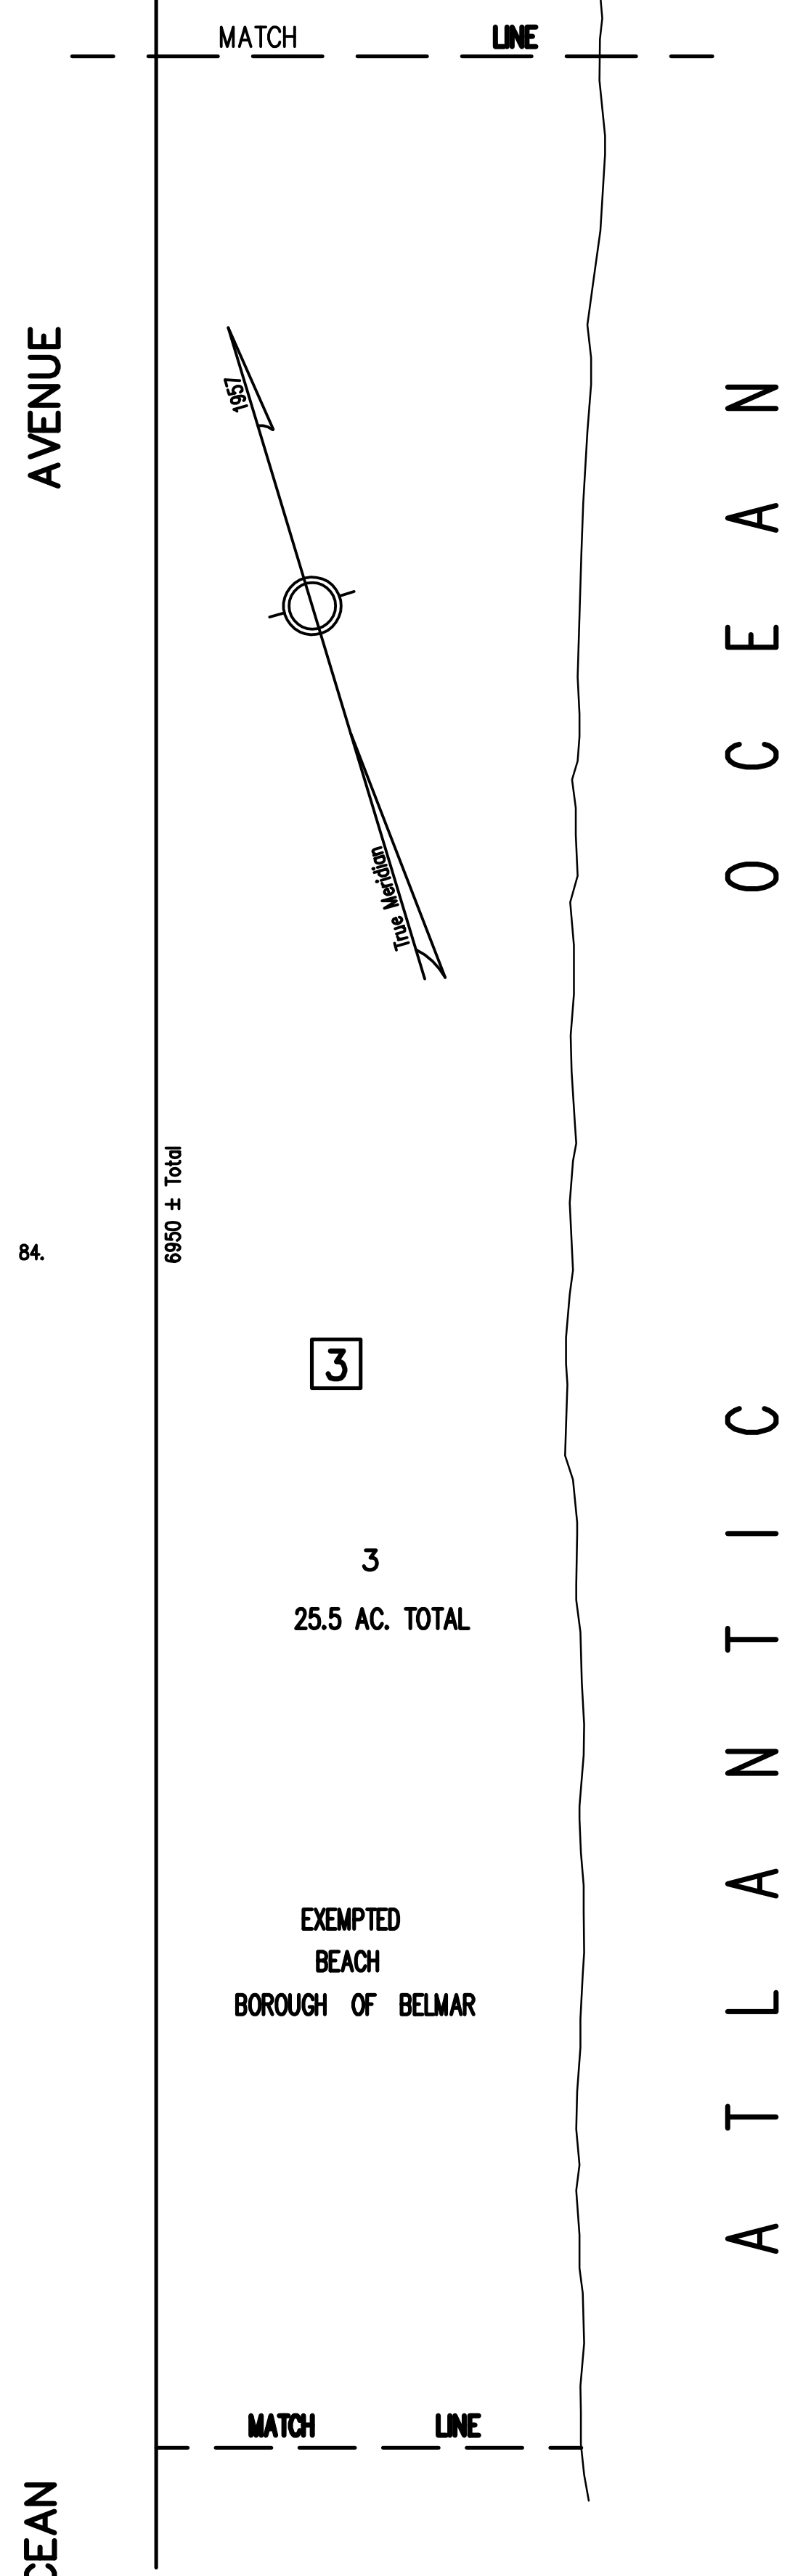 MATCH LINE
AVENUE
1957
True Meridian
6950 ± Total
84.
3
3
25.5 AC. TOTAL
EXEMPTED
BEACH
BOROUGH OF BELMAR
MATCH LINE
CEAN
ATLANTIC OCEAN